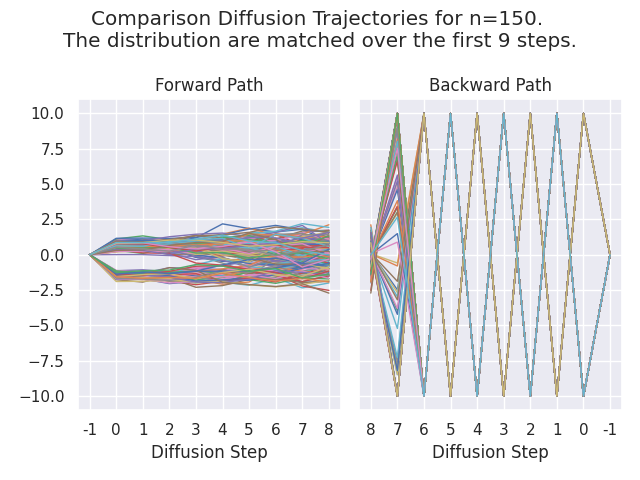 Comparison Diffusion Trajectories for n=150.
The distribution are matched over the first 9 steps.
Forward Path
Backward Path
10.0
7.5
5.0
2.5
0.0
−2.5
−5.0
−7.5
−10.0
-1 0 1 2 3 4 5 6 7 8
8 7 6 5 4 3 2 1 0 -1
Diffusion Step
Diffusion Step